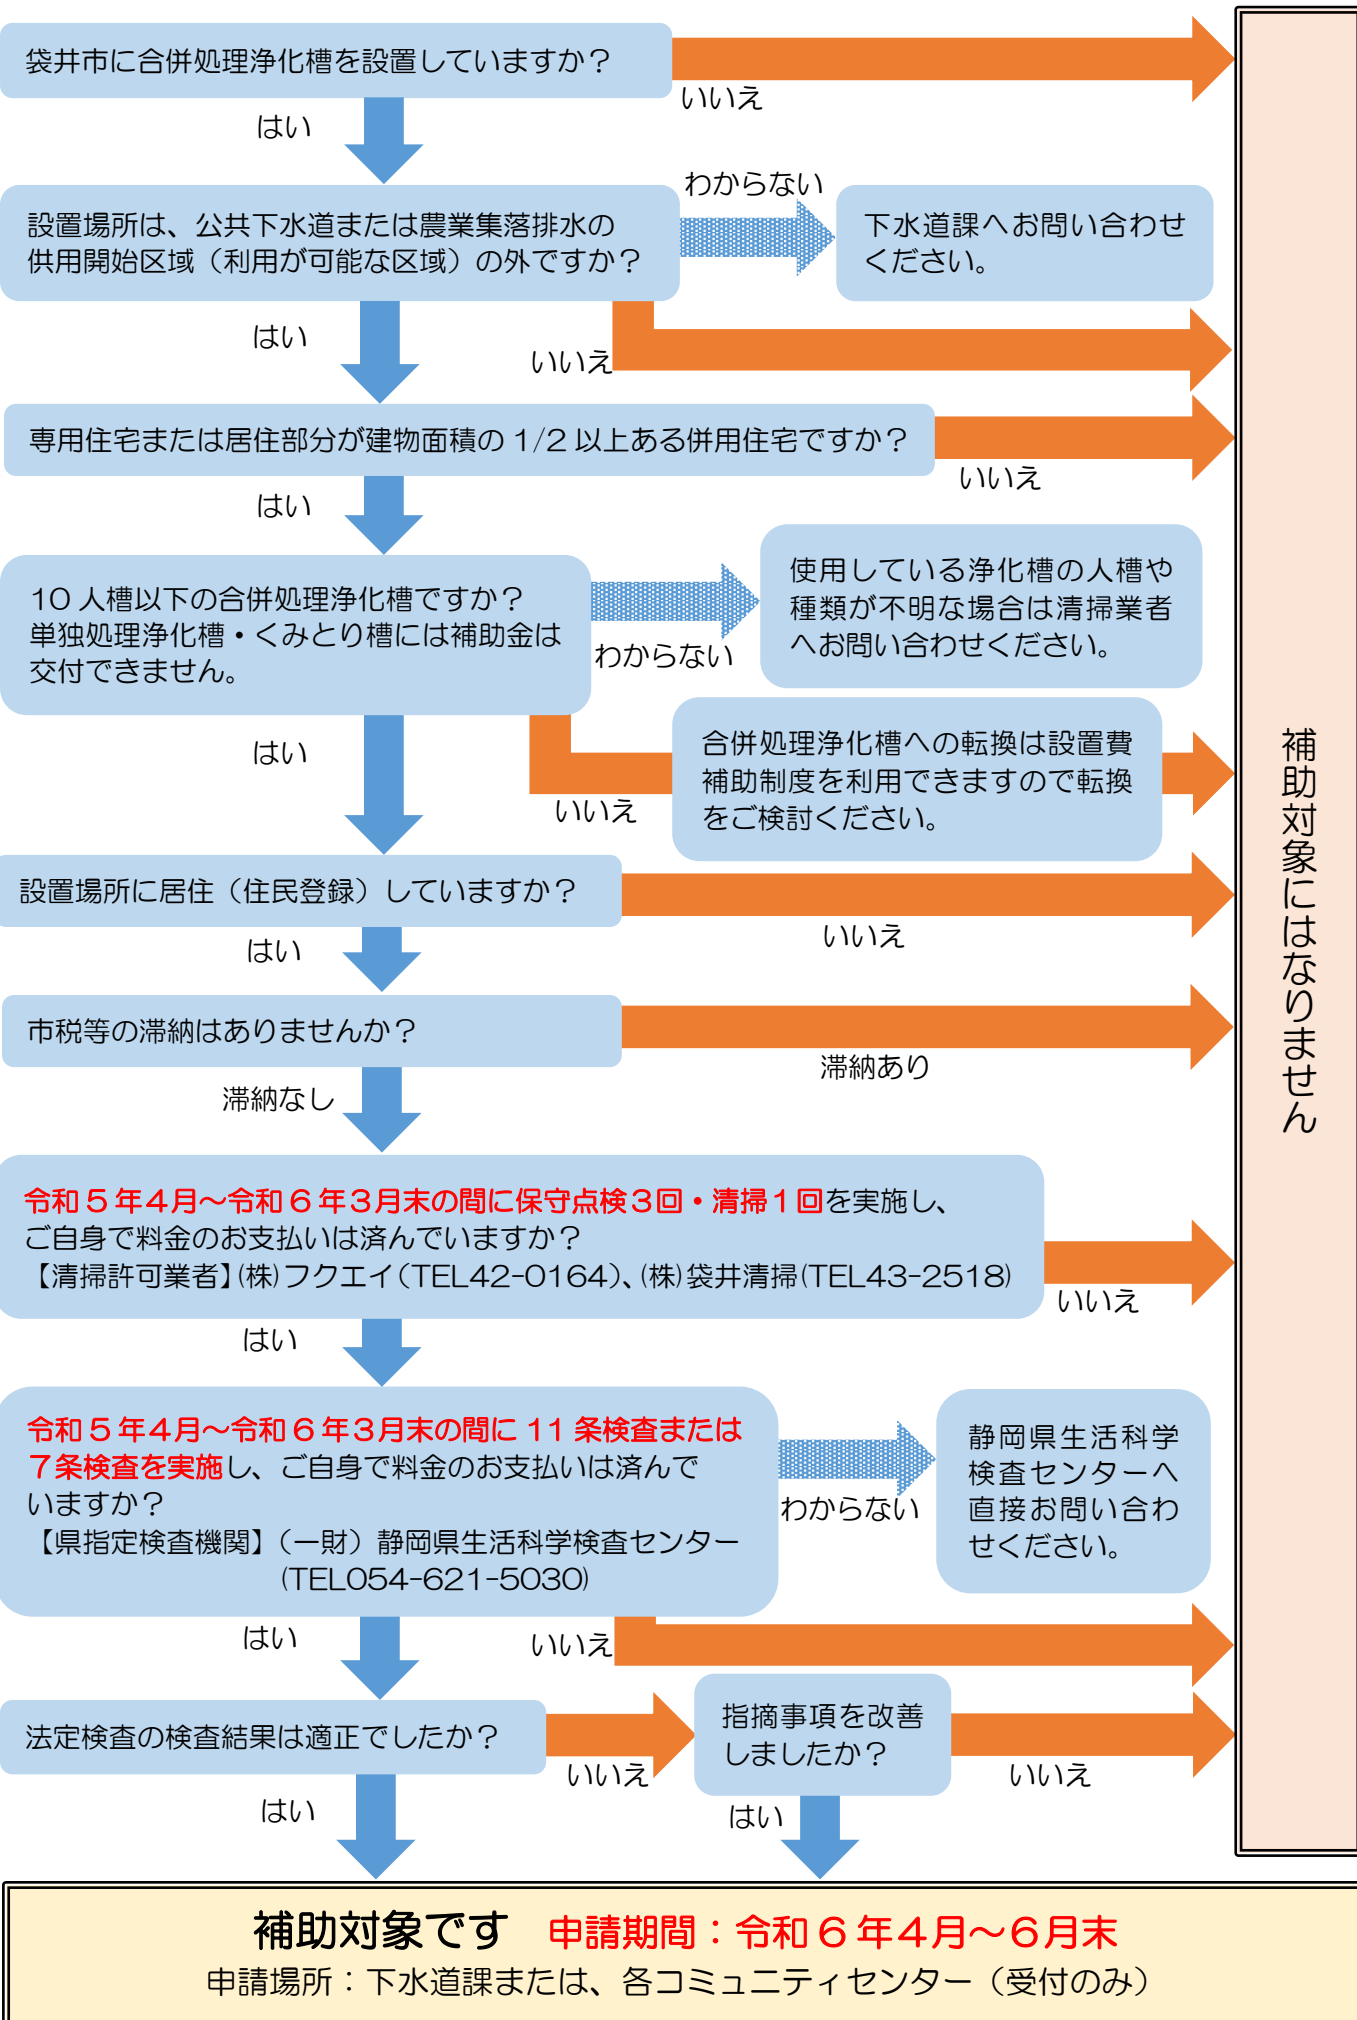 袋井市に合併処理浄化槽を設置していますか？
いいえ
はい
わからない
設置場所は、公共下水道または農業集落排水の
供用開始区域（利用が可能な区域）の外ですか？
下水道課へお問い合わせ
ください。
はい
いいえ
専用住宅または居住部分が建物面積の 1/2 以上ある併用住宅ですか？
いいえ
はい
10 人槽以下の合併処理浄化槽ですか？
単独処理浄化槽・くみとり槽には補助金は
交付できません。
わからない
使用している浄化槽の人槽や
種類が不明な場合は清掃業者
へお問い合わせください。
はい
いいえ
合併処理浄化槽への転換は設置費
補助制度を利用できますので転換
をご検討ください。
設置場所に居住（住民登録）していますか？
いいえ
はい
市税等の滞納はありませんか？
滞納あり
滞納なし
令和５年４月～令和６年３月末の間に保守点検３回・清掃１回を実施し、
ご自身で料金のお支払いは済んでいますか？
【清掃許可業者】(株)フクエイ（TEL42-0164）、(株)袋井清掃(TEL43-2518)
いいえ
はい
令和５年４月～令和６年３月末の間に 11 条検査または
７条検査を実施し、ご自身で料金のお支払いは済んで
いますか？
【県指定検査機関】（一財）静岡県生活科学検査センター
(TEL054-621-5030)
わからない
静岡県生活科学
検査センターへ
直接お問い合わ
せください。
はい
いいえ
法定検査の検査結果は適正でしたか？
いいえ
指摘事項を改善
しましたか？
いいえ
はい
はい
補助対象にはなりません
補助対象です　申請期間：令和６年４月～６月末
申請場所：下水道課または、各コミュニティセンター（受付のみ）